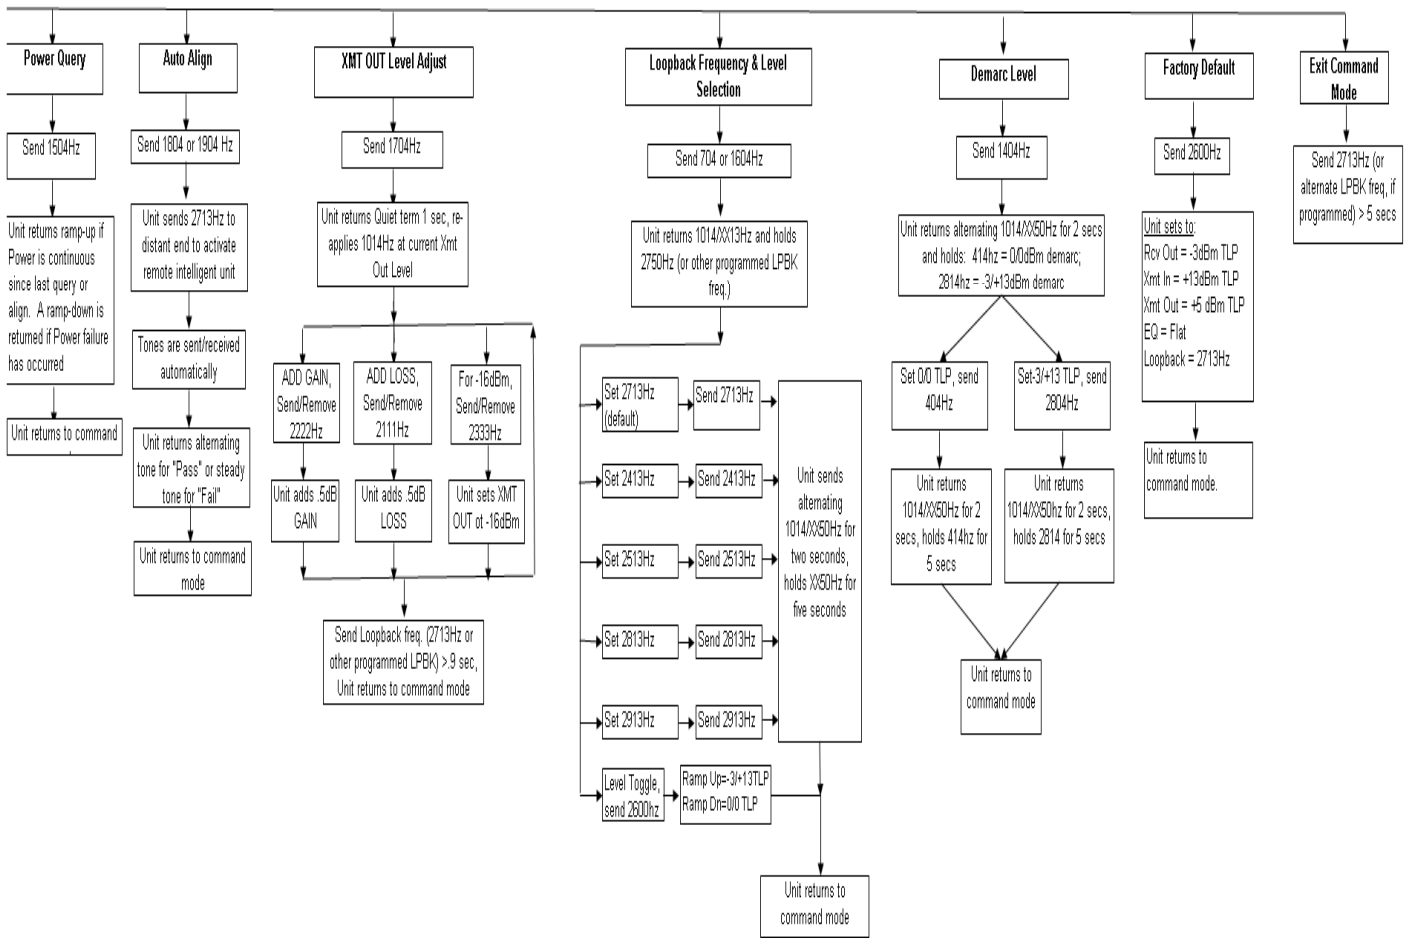 Power Query
Send 1504Hz
Unit returns ramp-up if
Power is continuous
since last query or
align.  A ramp-down is
returned if Power failure
has occurred
Unit returns to command
Auto Align
Send 1804 or 1904 Hz
Unit sends 2713Hz to
distant end to activate
remote intelligent unit
Tones are sent/received
automatically
Unit returns alternating
tone for "Pass" or steady
tone for "Fail"
Unit returns to command
mode
XMT OUT Level Adjust
Send 1704Hz
Unit returns Quiet term 1 sec, re-
applies 1014Hz at current Xmt
Out Level
ADD GAIN,
Send/Remove
2222Hz
ADD LOSS,
Send/Remove
2111Hz
For -16dBm,
Send/Remove
2333Hz
Unit adds .5dB
GAIN
Unit adds .5dB
LOSS
Unit sets XMT
OUT ot -16dBm
Send Loopback freq. (2713Hz or
other programmed LPBK) >.9 sec,
Unit returns to command mode
Loopback Frequency & Level
Selection
Send 704 or 1604Hz
Unit returns 1014/XX13Hz and holds
2750Hz (or other programmed LPBK
freq.)
Set 2713Hz
(default)
Send 2713Hz
Set 2413Hz
Send 2413Hz
Set 2513Hz
Send 2513Hz
Set 2813Hz
Send 2813Hz
Set 2913Hz
Send 2913Hz
Unit sends
alternating
1014/XX50Hz for
two seconds,
holds XX50Hz for
five seconds
Level Toggle,
send 2600hz
Ramp Up=-3/+13TLP
Ramp Dn=0/0 TLP
Unit returns to
command mode
Demarc Level
Send 1404Hz
Unit returns alternating 1014/XX50Hz for 2 secs
and holds:  414hz = 0/0dBm demarc;
2814hz = -3/+13dBm demarc
Set 0/0 TLP, send
404Hz
Set-3/+13 TLP, send
2804Hz
Unit returns
1014/XX50Hz for 2
secs, holds 414hz for
5 secs
Unit returns
1014/XX50hz for 2 secs,
holds 2814 for 5 secs
Unit returns to
command mode
Factory Default
Send 2600Hz
Unit sets to:
Rcv Out = -3dBm TLP
Xmt In = +13dBm TLP
Xmt Out = +5 dBm TLP
EQ = Flat
Loopback = 2713Hz
Unit returns to
command mode.
Exit Command
Mode
Send 2713Hz (or
alternate LPBK freq, if
programmed) > 5 secs